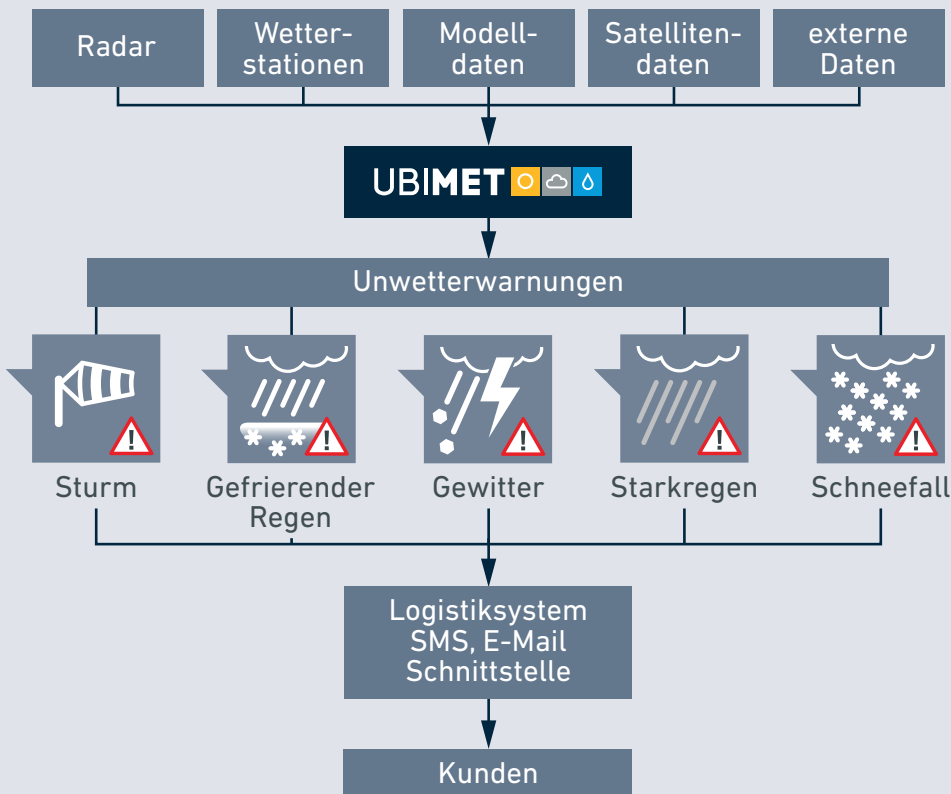 Radar
Wetter-
stationen
Modell-
daten
Satelliten-
daten
externe
Daten
UBIMET
Unwetterwarnungen
!
!
!
!
!
Sturm
Gefrierender
Regen
Gewitter
Starkregen
Schneefall
Logistiksystem
SMS, E-Mail
Schnittstelle
Kunden